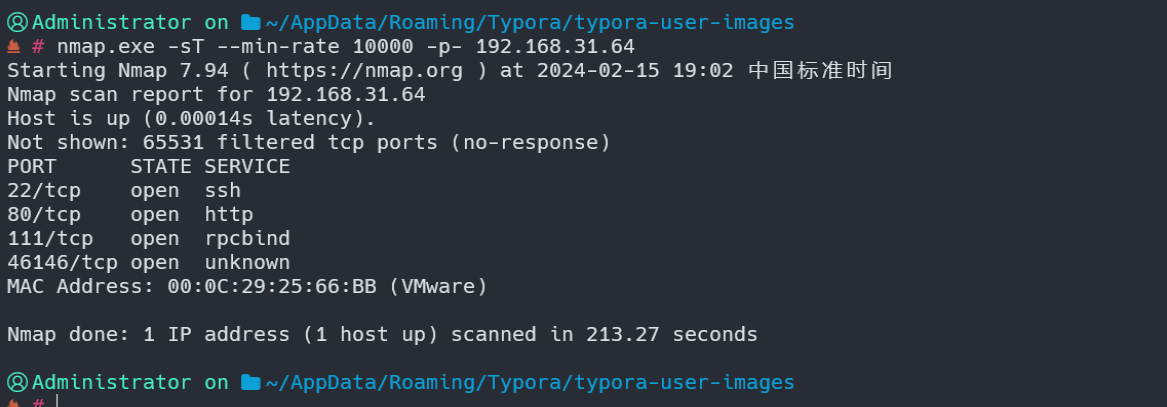 Administrator on ~/AppData/Roaming/Typora/typora-user-images
# nmap.exe -sT --min-rate 10000 -p- 192.168.31.64
Starting Nmap 7.94 ( https://nmap.org ) at 2024-02-15 19:02 中国标准时间
Nmap scan report for 192.168.31.64
Host is up (0.00014s latency).
Not shown: 65531 filtered tcp ports (no-response)
PORT      STATE SERVICE
22/tcp    open  ssh
80/tcp    open  http
111/tcp   open  rpcbind
46146/tcp open  unknown
MAC Address: 00:0C:29:25:66:BB (VMware)
Nmap done: 1 IP address (1 host up) scanned in 213.27 seconds
Administrator on ~/AppData/Roaming/Typora/typora-user-images
#